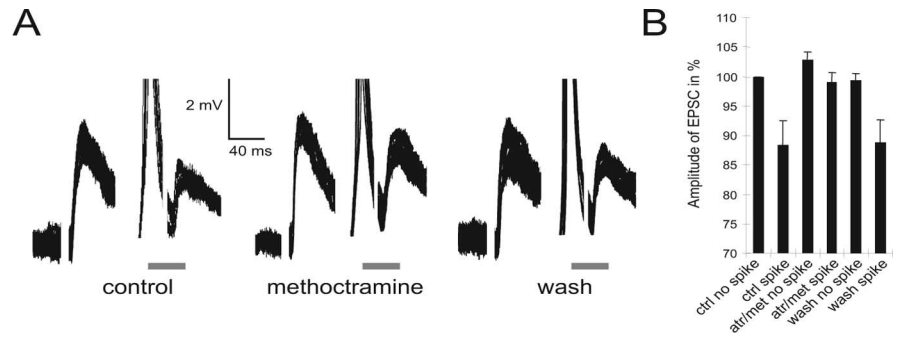 A
2 mV
40 ms
control
methoctramine
wash
B
Amplitude of EPSC in %
110
105
100
95
90
85
80
75
70
ctrl no spike
ctrl spike
atr/met no spike
atr/met spike
wash no spike
wash spike